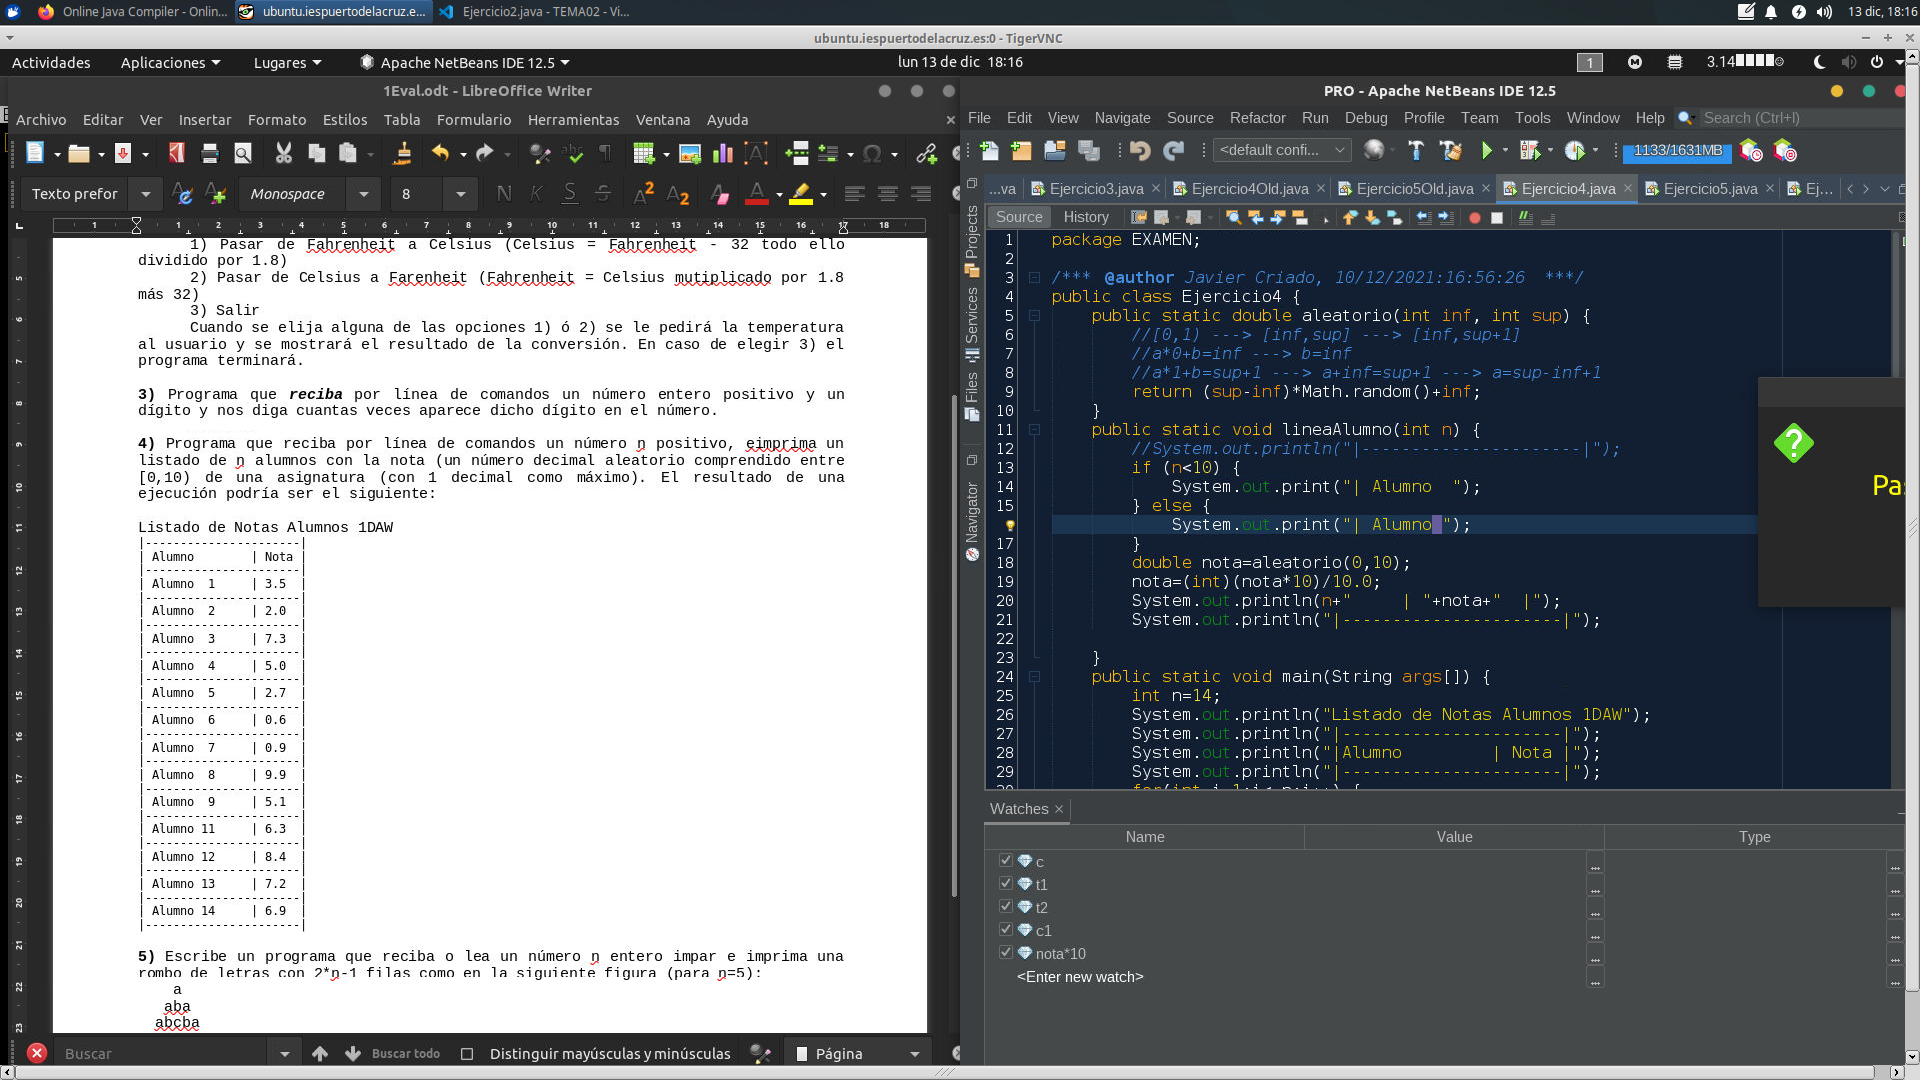 Online Java Compiler - Onlin...
ubuntu.iespuertodelacruz.e...
Ejercicio2.java - TEMA02 - Vi...
13 dic, 18:16
ubuntu.iespuertodelacruz.es:0 - TigerVNC
Actividades
Aplicaciones
Lugares
Apache NetBeans IDE 12.5
lun 13 de dic  18:16
1
3.14
1Eval.odt - LibreOffice Writer
Archivo Editar Ver Insertar Formato Estilos Tabla Formulario Herramientas Ventana Ayuda
Texto prefor
Monospace
8
N K S S
1 1 2 3 4 5 6 7 8 9 10 11 12 13 14 15 16 17 18
1) Pasar de Fahrenheit a Celsius (Celsius = Fahrenheit - 32 todo ello
dividido por 1.8)
2) Pasar de Celsius a Farenheit (Fahrenheit = Celsius mutiplicado por 1.8
más 32)
3) Salir
Cuando se elija alguna de las opciones 1) ó 2) se le pedirá la temperatura
al usuario y se mostrará el resultado de la conversión. En caso de elegir 3) el
programa terminará.
3) Programa que reciba por línea de comandos un número entero positivo y un
dígito y nos diga cuantas veces aparece dicho dígito en el número.
4) Programa que reciba por línea de comandos un número n positivo, eimprima un
listado de n alumnos con la nota (un número decimal aleatorio comprendido entre
[0,10) de una asignatura (con 1 decimal como máximo). El resultado de una
ejecución podría ser el siguiente:
Listado de Notas Alumnos 1DAW
|----------------------|
| Alumno        | Nota |
|----------------------|
| Alumno  1     | 3.5  |
|----------------------|
| Alumno  2     | 2.0  |
|----------------------|
| Alumno  3     | 7.3  |
|----------------------|
| Alumno  4     | 5.0  |
|----------------------|
| Alumno  5     | 2.7  |
|----------------------|
| Alumno  6     | 0.6  |
|----------------------|
| Alumno  7     | 0.9  |
|----------------------|
| Alumno  8     | 9.9  |
|----------------------|
| Alumno  9     | 5.1  |
|----------------------|
| Alumno 11     | 6.3  |
|----------------------|
| Alumno 12     | 8.4  |
|----------------------|
| Alumno 13     | 7.2  |
|----------------------|
| Alumno 14     | 6.9  |
|----------------------|
5) Escribe un programa que reciba o lea un número n entero impar e imprima una
rombo de letras con 2*n-1 filas como en la siguiente figura (para n=5):
a
aba
abcba
Buscar
Buscar todo
Distinguir mayúsculas y minúsculas
Página
PRO - Apache NetBeans IDE 12.5
File Edit View Navigate Source Refactor Run Debug Profile Team Tools Window Help
Search (Ctrl+I)
<default confi...
1133/1631MB
...va
Ejercicio3.java
Ejercicio4Old.java
Ejercicio5Old.java
Ejercicio4.java
Ejercicio5.java
Ej...
Source History
Projects
Services
Files
Navigator
1 package EXAMEN;
2
3 /*** @author Javier Criado, 10/12/2021:16:56:26  ***/
4 public class Ejercicio4 {
5 public static double aleatorio(int inf, int sup) {
6 //[0,1) ---> [inf,sup] ---> [inf,sup+1]
7 //a*0+b=inf ---> b=inf
8 //a*1+b=sup+1 ---> a+inf=sup+1 ---> a=sup-inf+1
9 return (sup-inf)*Math.random()+inf;
10 }
11 public static void lineaAlumno(int n) {
12 //System.out.println("|----------------------|");
13 if (n<10) {
14 System.out.print("| Alumno  ");
15 } else {
System.out.print("| Alumno ");
17 }
18 double nota=aleatorio(0,10);
19 nota=(int)(nota*10)/10.0;
20 System.out.println(n+"     | "+nota+"  |");
21 System.out.println("|----------------------|");
22
23 }
24 public static void main(String args[]) {
25 int n=14;
26 System.out.println("Listado de Notas Alumnos 1DAW");
27 System.out.println("|----------------------|");
28 System.out.println("|Alumno         | Nota |");
29 System.out.println("|----------------------|");
Pa
Watches
Name Value Type
c
t1
t2
c1
nota*10
<Enter new watch>